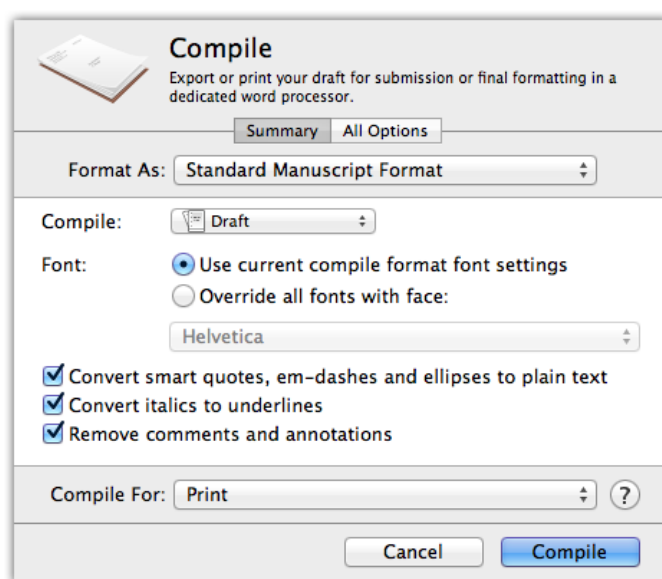 Compile
Export or print your draft for submission or final formatting in a
dedicated word processor.
Summary All Options
Format As: Standard Manuscript Format
Compile: Draft
Font: Use current compile format font settings
Override all fonts with face:
Helvetica
Convert smart quotes, em-dashes and ellipses to plain text
Convert italics to underlines
Remove comments and annotations
Compile For: Print ?
Cancel Compile